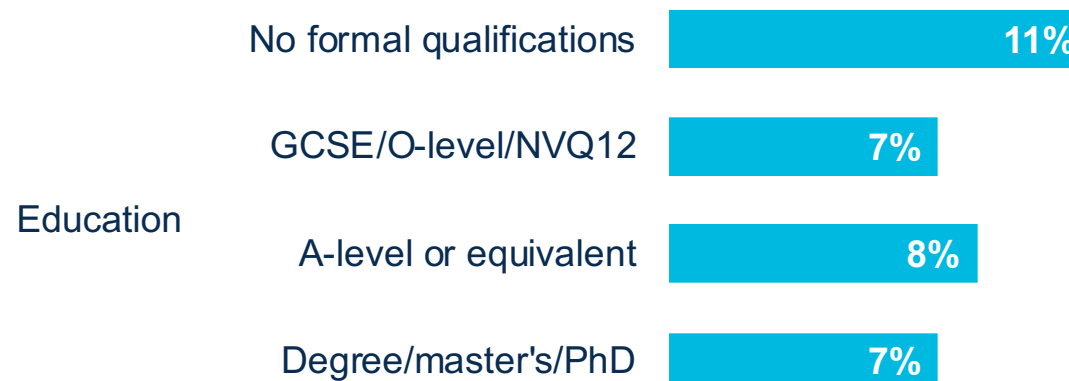 No formal qualifications 11%
GCSE/O-level/NVQ12 7%
Education
A-level or equivalent 8%
Degree/master's/PhD 7%